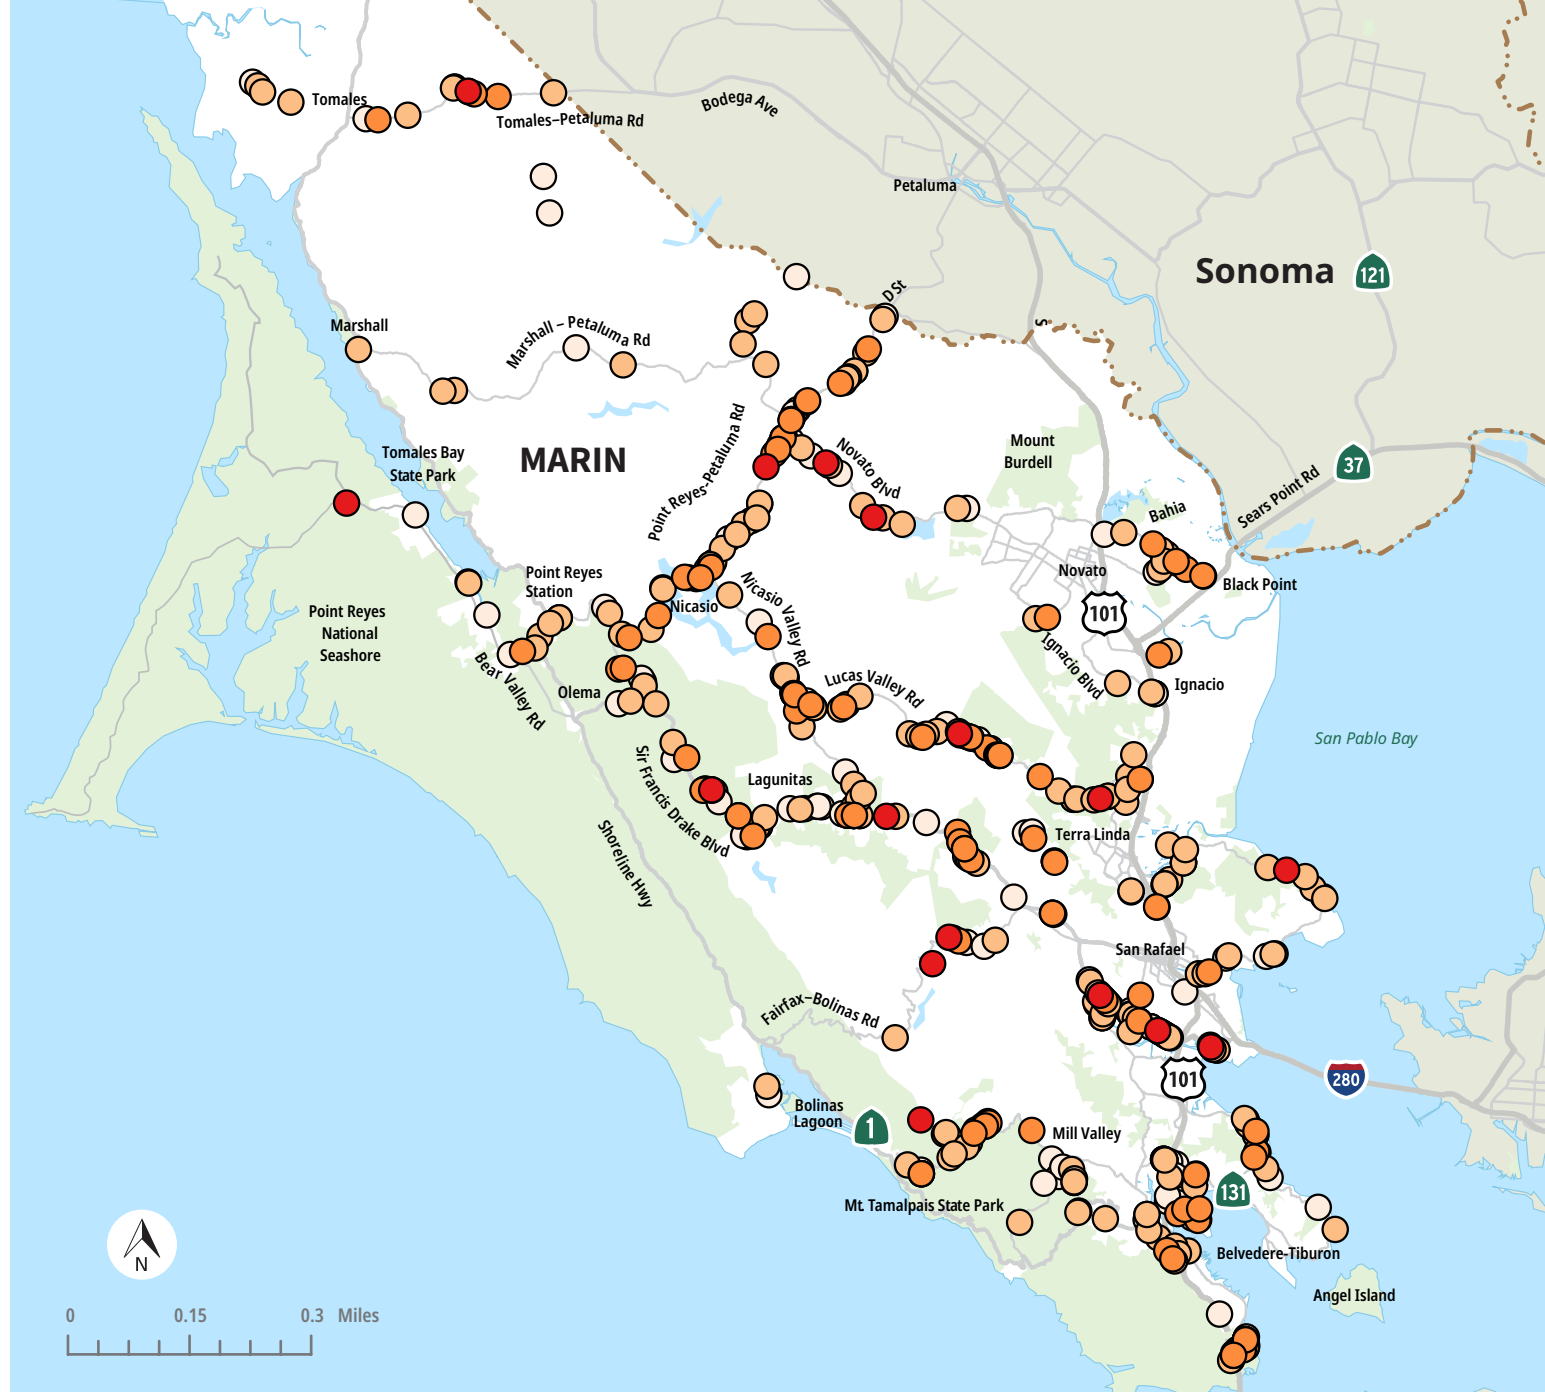 Tomales
Tomales–Petaluma Rd
Bodega Ave
Petaluma
Sonoma
121
D St
S
Marshall
Marshall – Petaluma Rd
MARIN
Point Reyes-Petaluma Rd
Novato Blvd
Mount
Burdell
37
Sears Point Rd
Tomales Bay
State Park
Bahia
Black Point
Novato
101
Point Reyes
Station
Nicasio
Nicasio Valley Rd
Point Reyes
National
Seashore
Ignacio Blvd
Ignacio
Bear Valley Rd
Olema
Lucas Valley Rd
San Pablo Bay
Sir Francis Drake Blvd
Lagunitas
Terra Linda
Shoreline Hwy
San Rafael
Fairfax–Bolinas Rd
101
280
Bolinas
Lagoon
1
Mill Valley
131
Mt. Tamalpais State Park
Belvedere-Tiburon
Angel Island
N
0 0.15 0.3 Miles